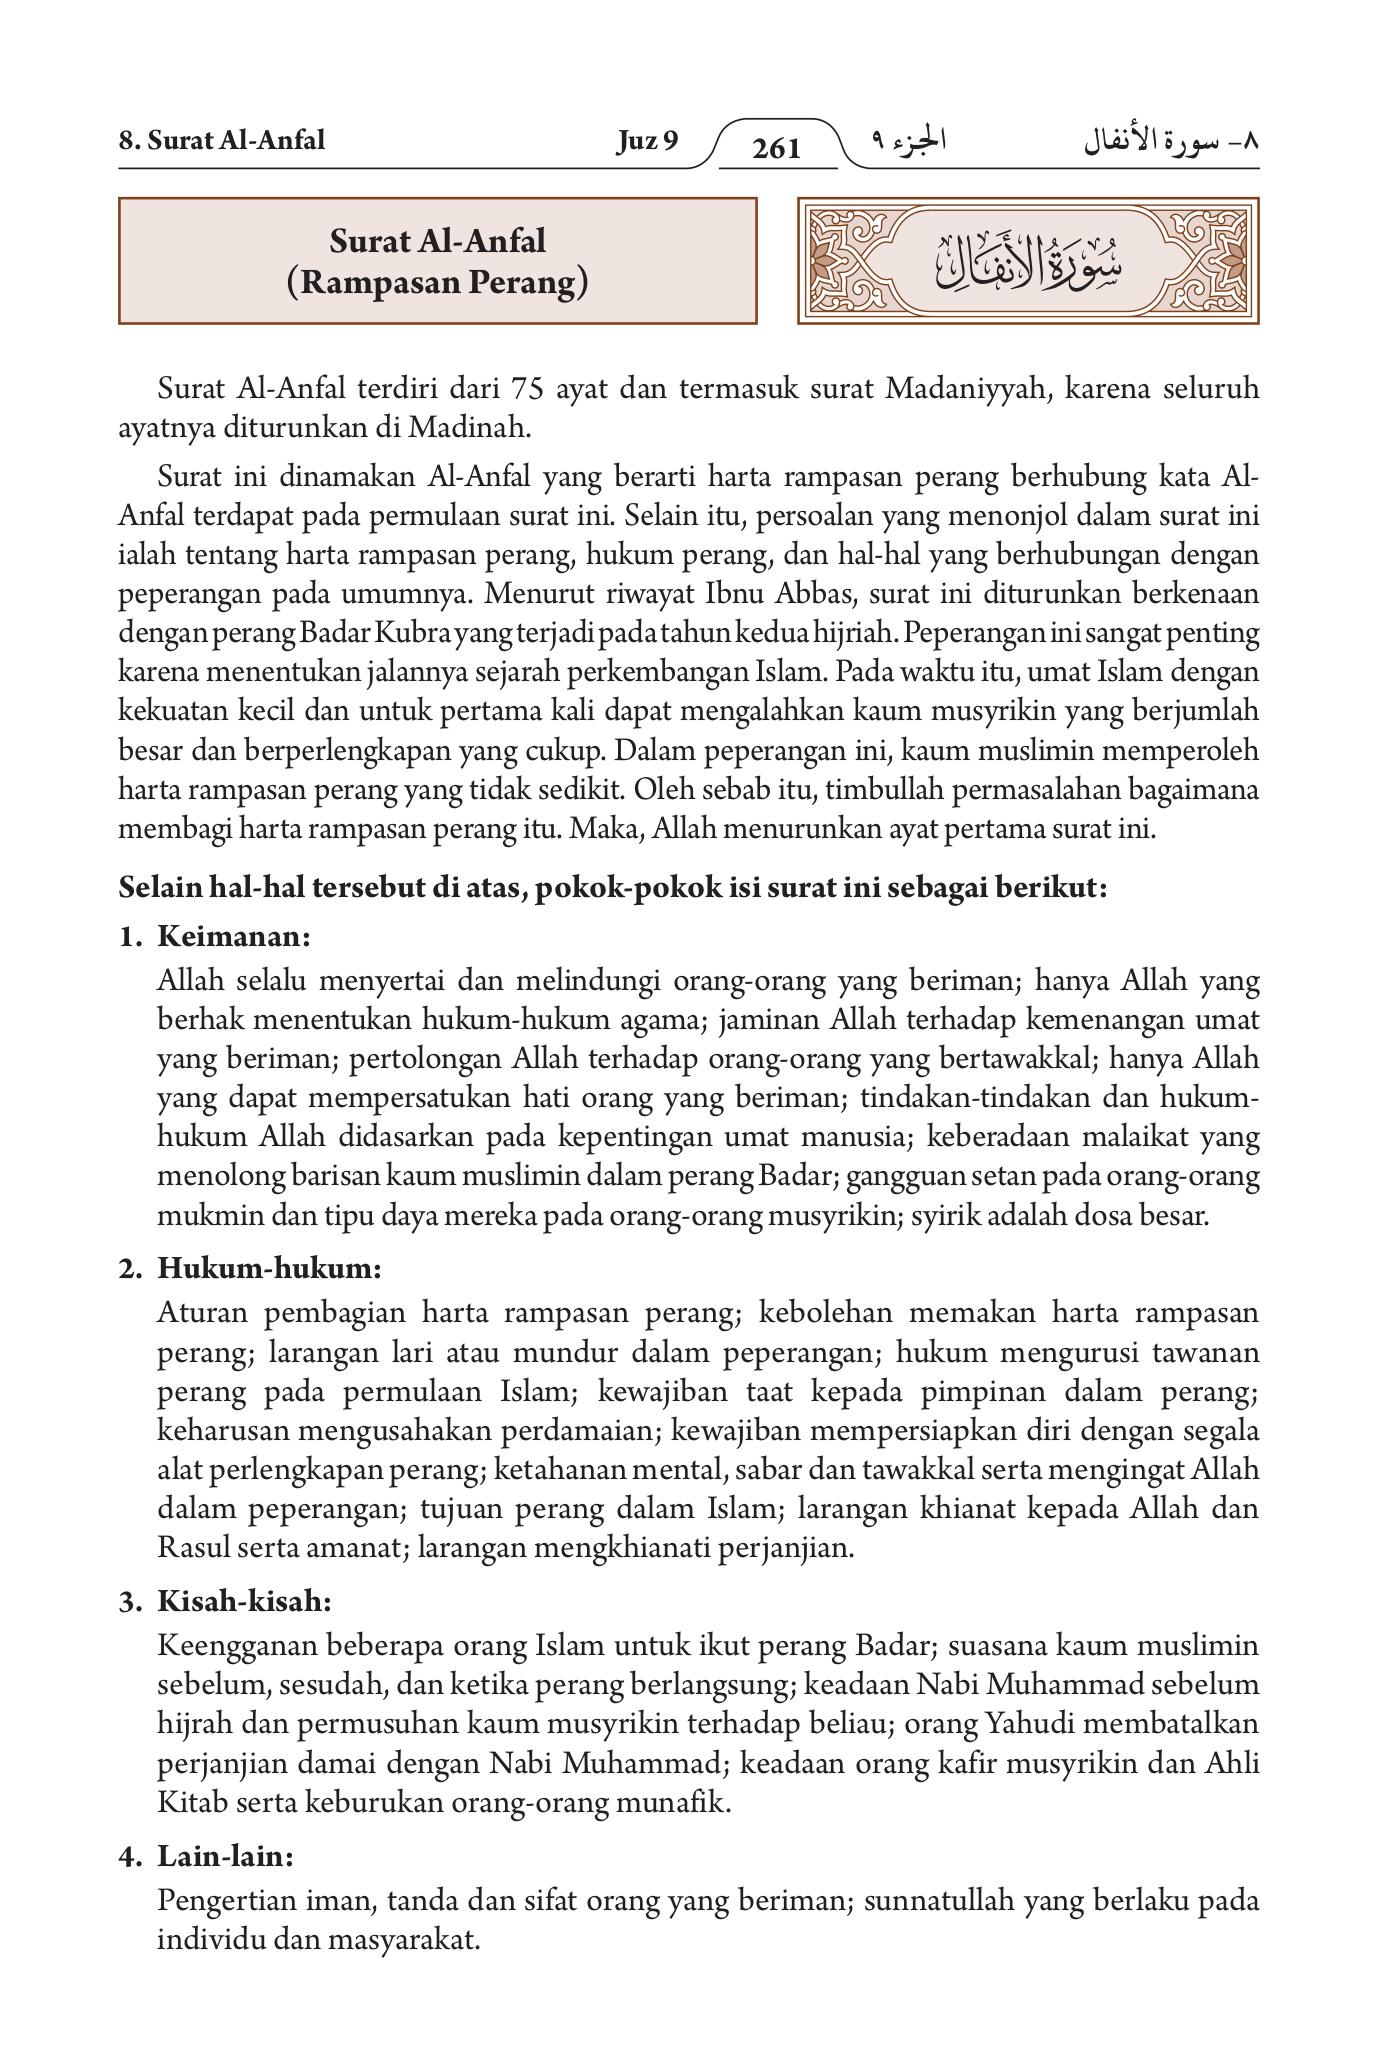 8. Surat Al-Anfal Juz 9 261 الجزء ٩ ٨- سورة الأنفال
Surat Al-Anfal
(Rampasan Perang)
سُورَةُ الأَنفَالِ
Surat Al-Anfal terdiri dari 75 ayat dan termasuk surat Madaniyyah, karena seluruh
ayatnya diturunkan di Madinah.
Surat ini dinamakan Al-Anfal yang berarti harta rampasan perang berhubung kata Al-
Anfal terdapat pada permulaan surat ini. Selain itu, persoalan yang menonjol dalam surat ini
ialah tentang harta rampasan perang, hukum perang, dan hal-hal yang berhubungan dengan
peperangan pada umumnya. Menurut riwayat Ibnu Abbas, surat ini diturunkan berkenaan
dengan perang Badar Kubra yang terjadi pada tahun kedua hijriah. Peperangan ini sangat penting
karena menentukan jalannya sejarah perkembangan Islam. Pada waktu itu, umat Islam dengan
kekuatan kecil dan untuk pertama kali dapat mengalahkan kaum musyrikin yang berjumlah
besar dan berperlengkapan yang cukup. Dalam peperangan ini, kaum muslimin memperoleh
harta rampasan perang yang tidak sedikit. Oleh sebab itu, timbullah permasalahan bagaimana
membagi harta rampasan perang itu. Maka, Allah menurunkan ayat pertama surat ini.
Selain hal-hal tersebut di atas, pokok-pokok isi surat ini sebagai berikut:
1. Keimanan:
Allah selalu menyertai dan melindungi orang-orang yang beriman; hanya Allah yang
berhak menentukan hukum-hukum agama; jaminan Allah terhadap kemenangan umat
yang beriman; pertolongan Allah terhadap orang-orang yang bertawakkal; hanya Allah
yang dapat mempersatukan hati orang yang beriman; tindakan-tindakan dan hukum-
hukum Allah didasarkan pada kepentingan umat manusia; keberadaan malaikat yang
menolong barisan kaum muslimin dalam perang Badar; gangguan setan pada orang-orang
mukmin dan tipu daya mereka pada orang-orang musyrikin; syirik adalah dosa besar.
2. Hukum-hukum:
Aturan pembagian harta rampasan perang; kebolehan memakan harta rampasan
perang; larangan lari atau mundur dalam peperangan; hukum mengurusi tawanan
perang pada permulaan Islam; kewajiban taat kepada pimpinan dalam perang;
keharusan mengusahakan perdamaian; kewajiban mempersiapkan diri dengan segala
alat perlengkapan perang; ketahanan mental, sabar dan tawakkal serta mengingat Allah
dalam peperangan; tujuan perang dalam Islam; larangan khianat kepada Allah dan
Rasul serta amanat; larangan mengkhianati perjanjian.
3. Kisah-kisah:
Keengganan beberapa orang Islam untuk ikut perang Badar; suasana kaum muslimin
sebelum, sesudah, dan ketika perang berlangsung; keadaan Nabi Muhammad sebelum
hijrah dan permusuhan kaum musyrikin terhadap beliau; orang Yahudi membatalkan
perjanjian damai dengan Nabi Muhammad; keadaan orang kafir musyrikin dan Ahli
Kitab serta keburukan orang-orang munafik.
4. Lain-lain:
Pengertian iman, tanda dan sifat orang yang beriman; sunnatullah yang berlaku pada
individu dan masyarakat.